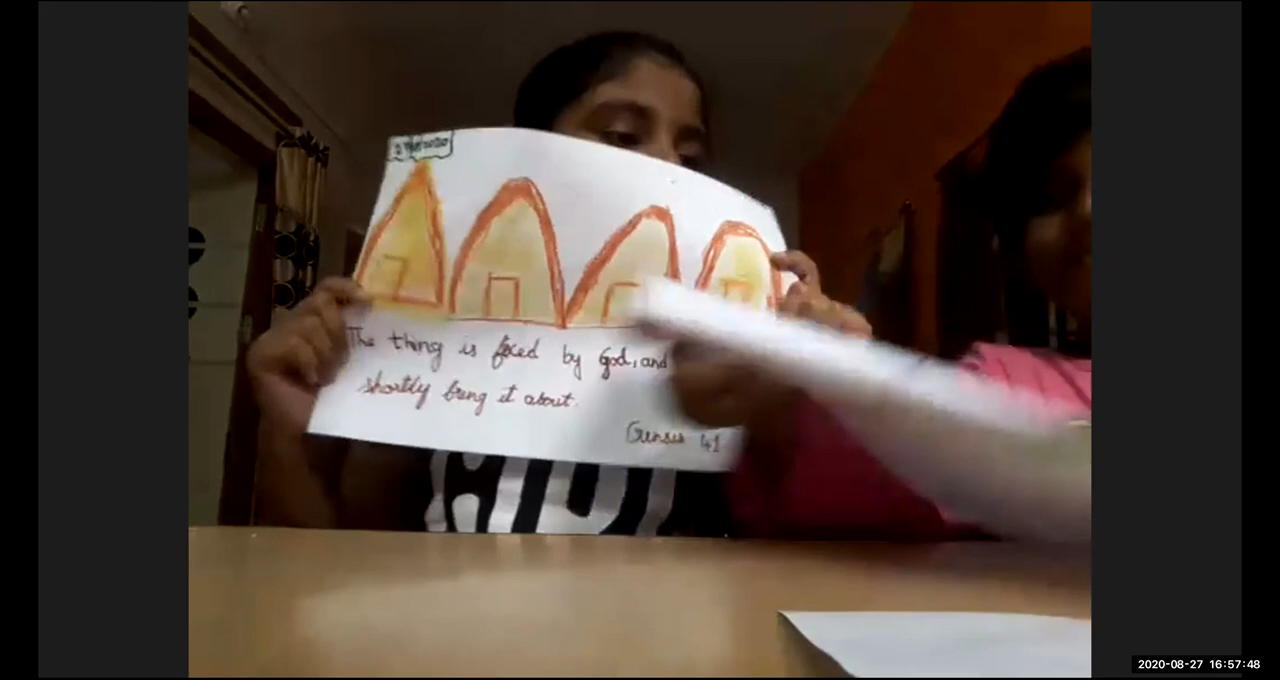 The thing is fixed by God, and
shortly bring it about.
Genesis 41
2020-08-27 16:57:48